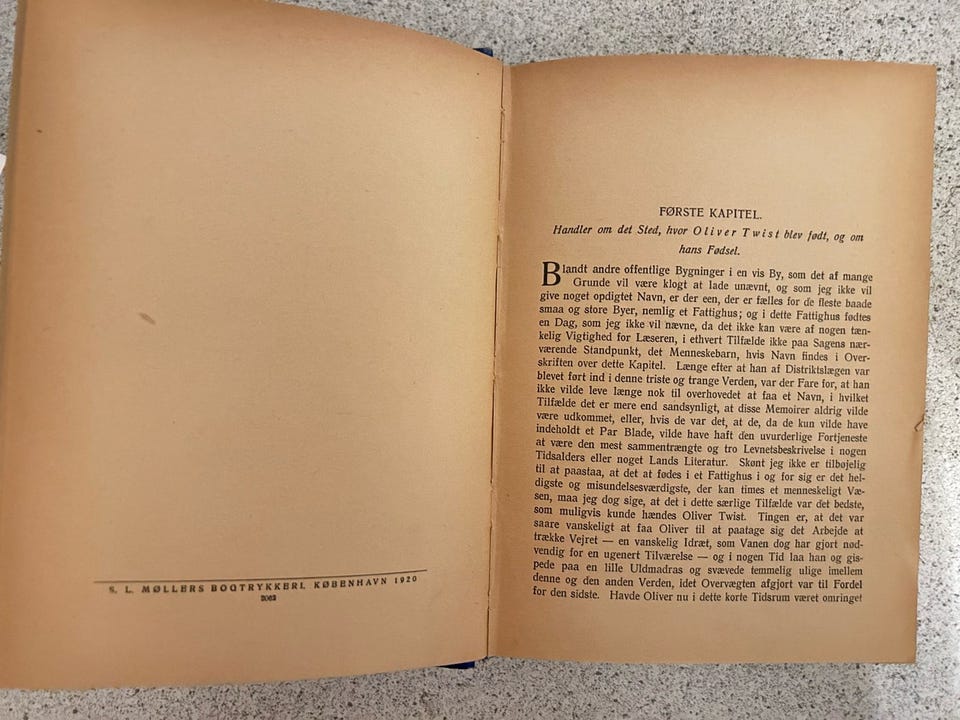 S. L. MØLLERS BOGTRYKKERI, KØBENHAVN 1920
2062
FØRSTE KAPITEL.
Handler om det Sted, hvor Oliver Twist blev født, og om
hans Fødsel.
Blandt andre offentlige Bygninger i en vis By, som det af mange
Grunde vil være klogt at lade unævnt, og som jeg ikke vil
give noget opdigtet Navn, er der een, der er fælles for de fleste baade
smaa og store Byer, nemlig et Fattighus; og i dette Fattighus fødtes
en Dag, som jeg ikke vil nævne, da det ikke kan være af nogen tæn-
kelig Vigtighed for Læseren, i ethvert Tilfælde ikke paa Sagens nær-
værende Standpunkt, det Menneskebarn, hvis Navn findes i Over-
skriften over dette Kapitel. Længe efter at han af Distriktslægen var
blevet ført ind i denne triste og trange Verden, var der Fare for, at han
ikke vilde leve længe nok til overhovedet at faa et Navn, i hvilket
Tilfælde det er mere end sandsynligt, at disse Memoirer aldrig vilde
være udkommet, eller, hvis de var det, at de, da de kun vilde have
indeholdt et Par Blade, vilde have haft den uvurderlige Fortjeneste
at være den mest sammentrængte og tro Levnetsbeskrivelse i nogen
Tidsalders eller noget Lands Literatur. Skønt jeg ikke er tilbøjelig
til at paastaa, at det at fødes i et Fattighus i og for sig er det hel-
digste og misundelsesværdigste, der kan times et menneskeligt Væ-
sen, maa jeg dog sige, at det i dette særlige Tilfælde var det bedste,
som muligvis kunde hændes Oliver Twist. Tingen er, at det var
saare vanskeligt at faa Oliver til at paatage sig det Arbejde at
trække Vejret — en vanskelig Idræt, som Vanen dog har gjort nød-
vendig for en ugenert Tilværelse — og i nogen Tid laa han og gis-
pede paa en lille Uldmadras og svævede temmelig ulige imellem
denne og den anden Verden, idet Overvægten afgjort var til Fordel
for den sidste. Havde Oliver nu i dette korte Tidsrum været omringet